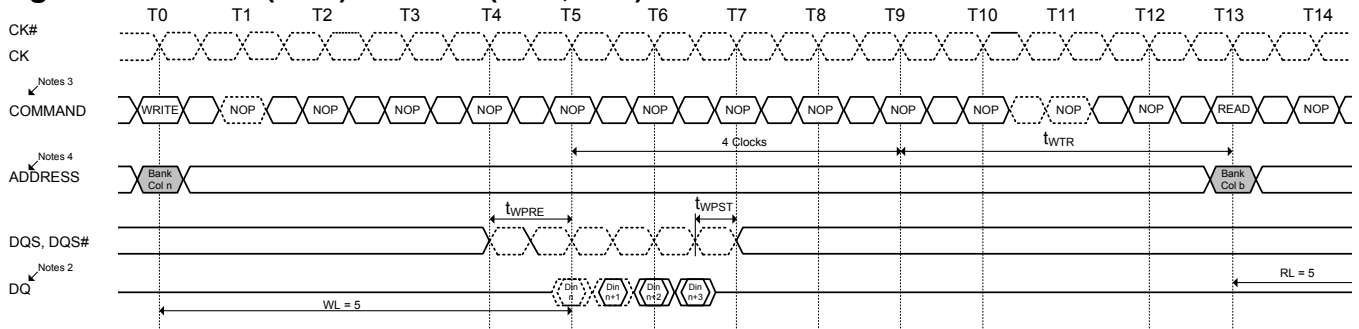 T0 T1 T2 T3 T4 T5 T6 T7 T8 T9 T10 T11 T12 T13 T14
CK#
CK
Notes 3
COMMAND WRITE NOP NOP NOP NOP NOP NOP NOP NOP NOP NOP NOP NOP READ NOP
4 Clocks tWTR
Notes 4
ADDRESS Bank Col n Bank Col b
tWPRE tWPST
DQS, DQS#
Notes 2
DQ Din n Din n+1 Din n+2 Din n+3
WL = 5 RL = 5